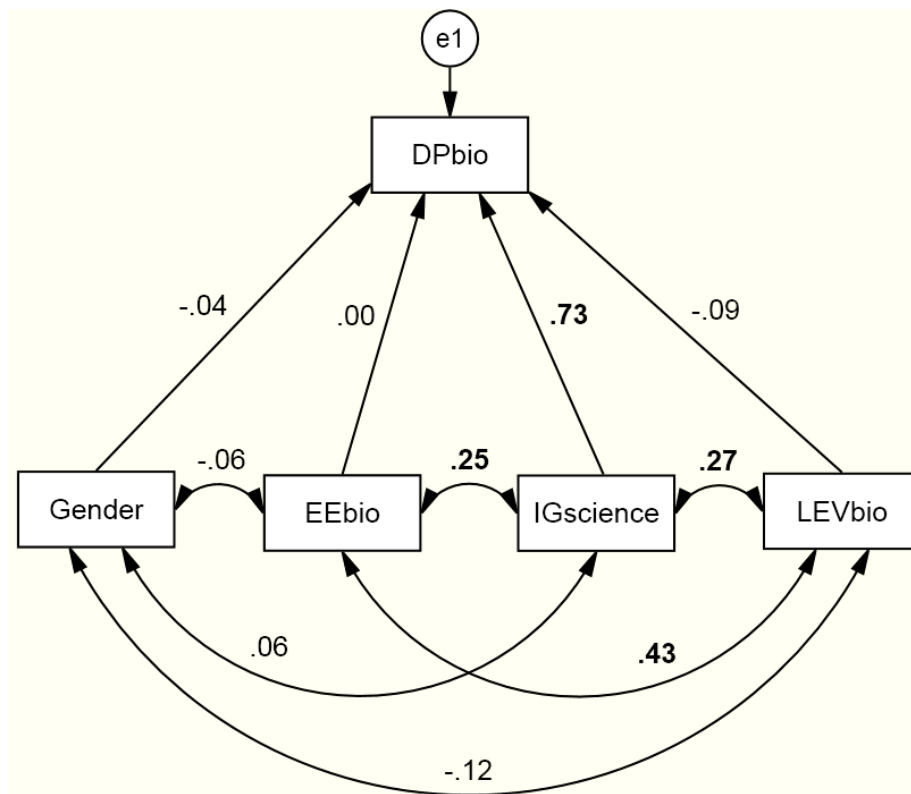 e1
DPbio
-.04
.00
.73
-.09
-.06
.25
.27
Gender
EEbio
IGscience
LEVbio
.06
.43
-.12